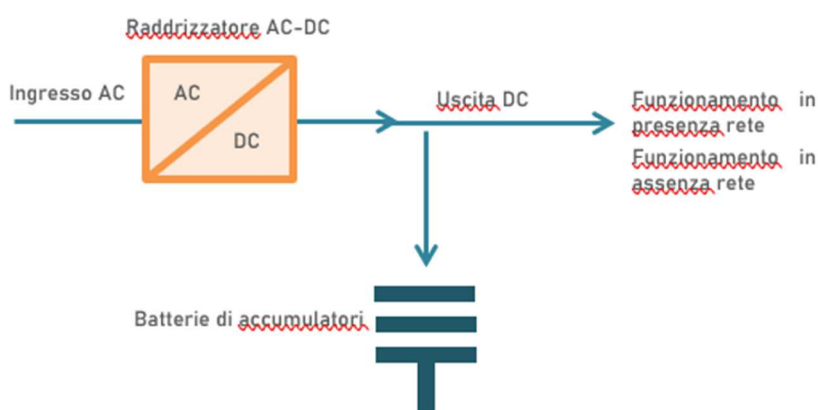 Raddrizzatore AC-DC
Ingresso AC
AC
DC
Uscita DC
Funzionamento in
presenza rete
Funzionamento in
assenza rete
Batterie di accumulatori